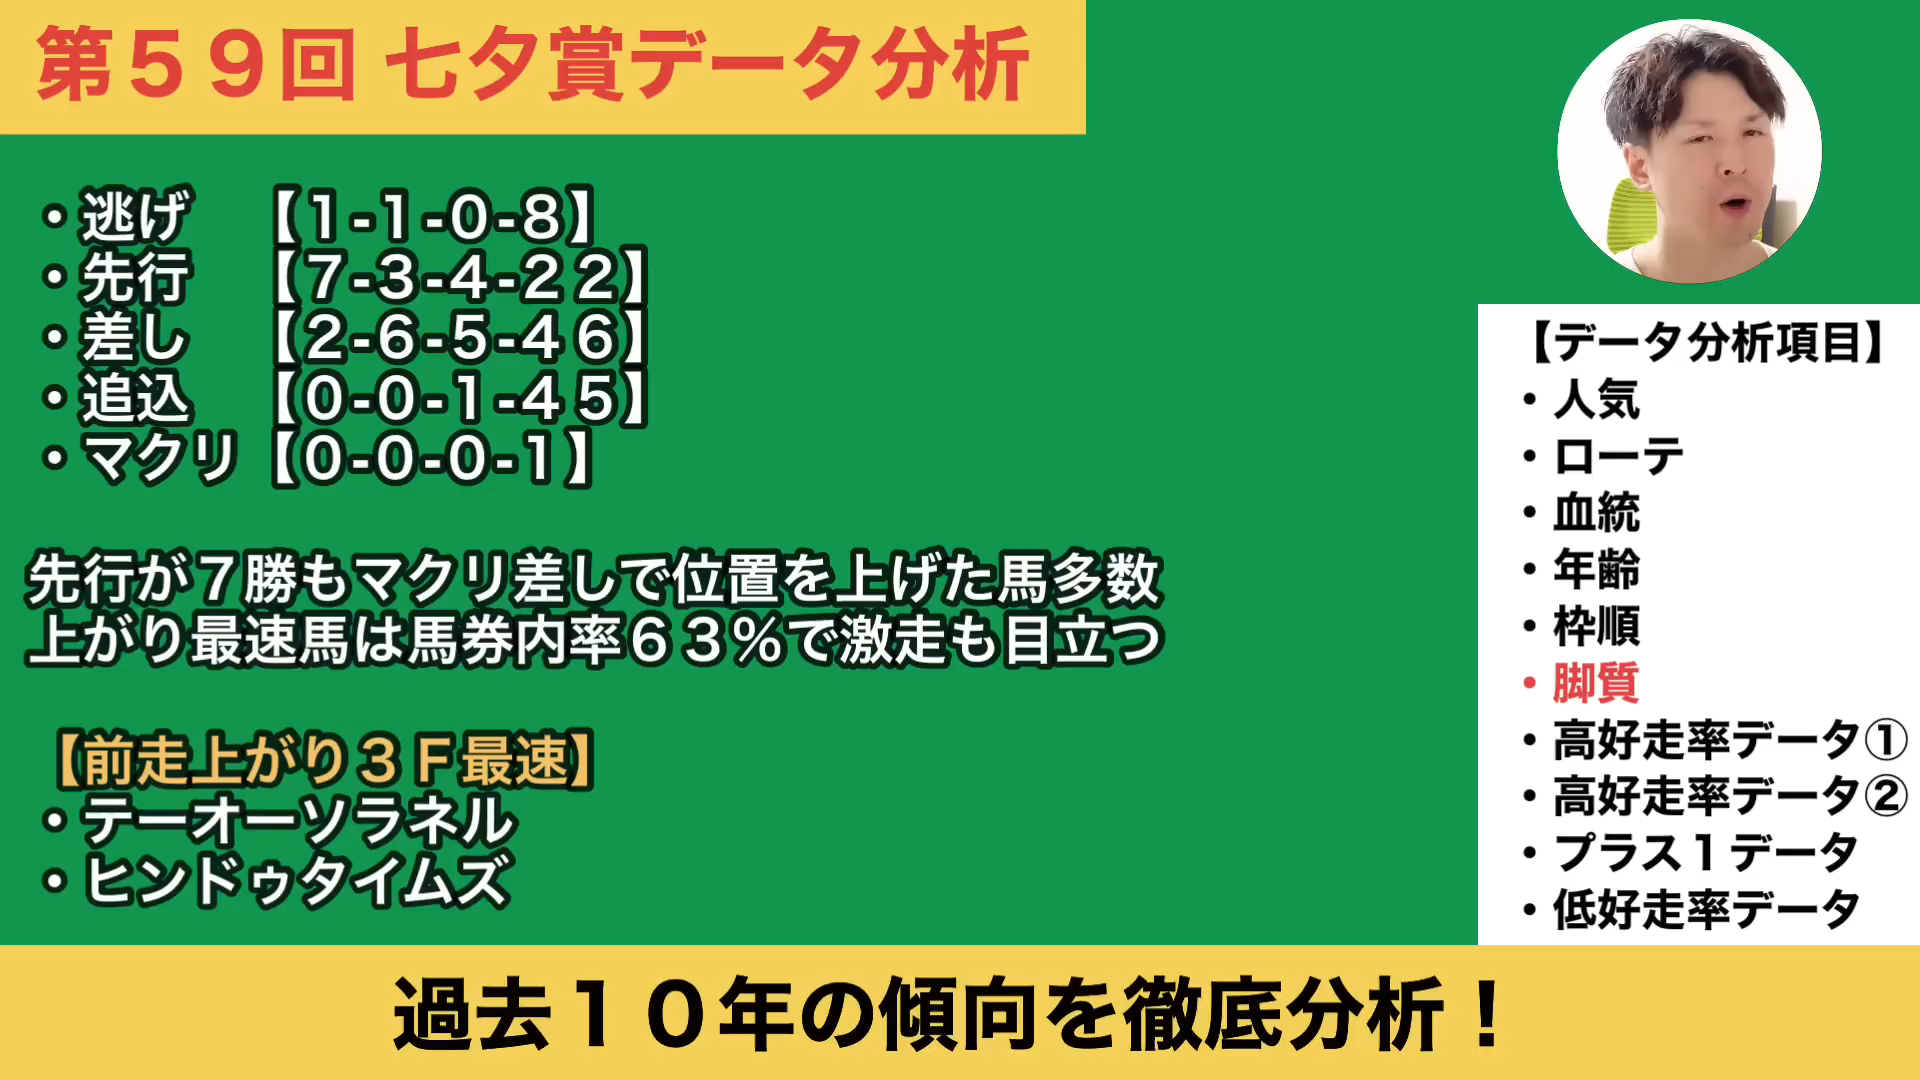 第５９回 七夕賞データ分析
・逃げ　【１-１-０-８】
・先行　【７-３-４-２２】
・差し　【２-６-５-４６】
・追込　【０-０-１-４５】
・マクリ【０-０-０-１】
先行が７勝もマクリ差しで位置を上げた馬多数
上がり最速馬は馬券内率６３％で激走も目立つ
【前走上がり３Ｆ最速】
・テーオーソラネル
・ヒンドゥタイムズ
【データ分析項目】
・人気
・ローテ
・血統
・年齢
・枠順
・脚質
・高好走率データ①
・高好走率データ②
・プラス１データ
・低好走率データ
過去１０年の傾向を徹底分析！